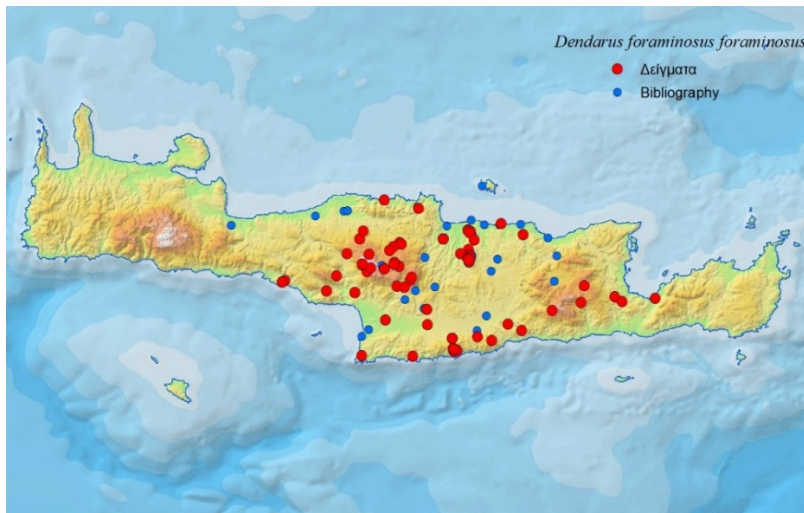 Dendarus foraminosus foraminosus
Δείγματα
Bibliography